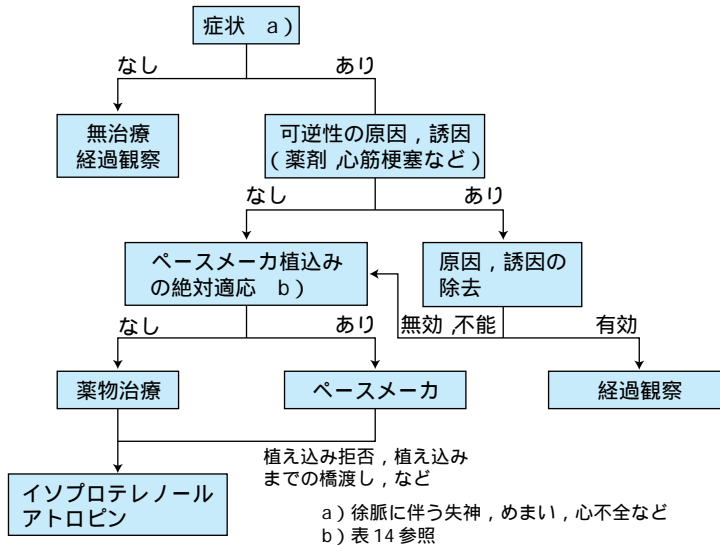 症状 a）
なし
あり
無治療
経過観察
可逆性の原因，誘因
（薬剤，心筋梗塞など）
なし
あり
ペースメーカ植込み
の絶対適応 b）
原因，誘因の
除去
なし
あり
無効，不能
有効
薬物治療
ペースメーカ
経過観察
植え込み拒否，植え込み
までの橋渡し，など
イソプロテレノール
アトロピン
a）徐脈に伴う失神，めまい，心不全など
b）表14参照